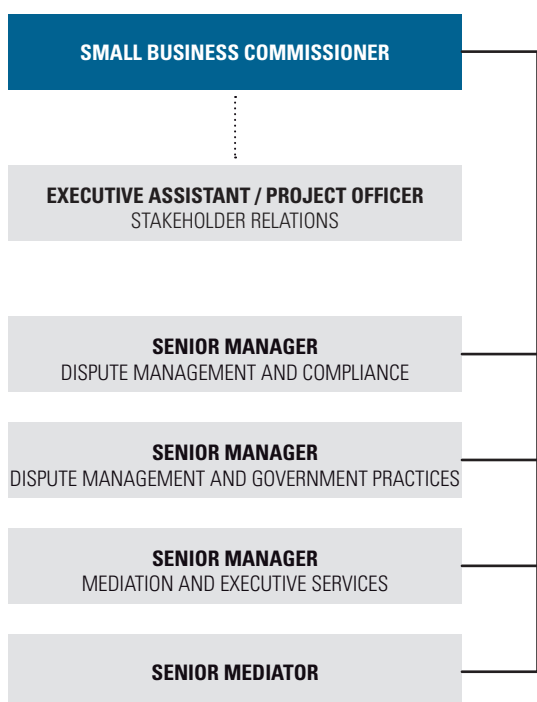 SMALL BUSINESS COMMISSIONER
EXECUTIVE ASSISTANT / PROJECT OFFICER
STAKEHOLDER RELATIONS
SENIOR MANAGER
DISPUTE MANAGEMENT AND COMPLIANCE
SENIOR MANAGER
DISPUTE MANAGEMENT AND GOVERNMENT PRACTICES
SENIOR MANAGER
MEDIATION AND EXECUTIVE SERVICES
SENIOR MEDIATOR